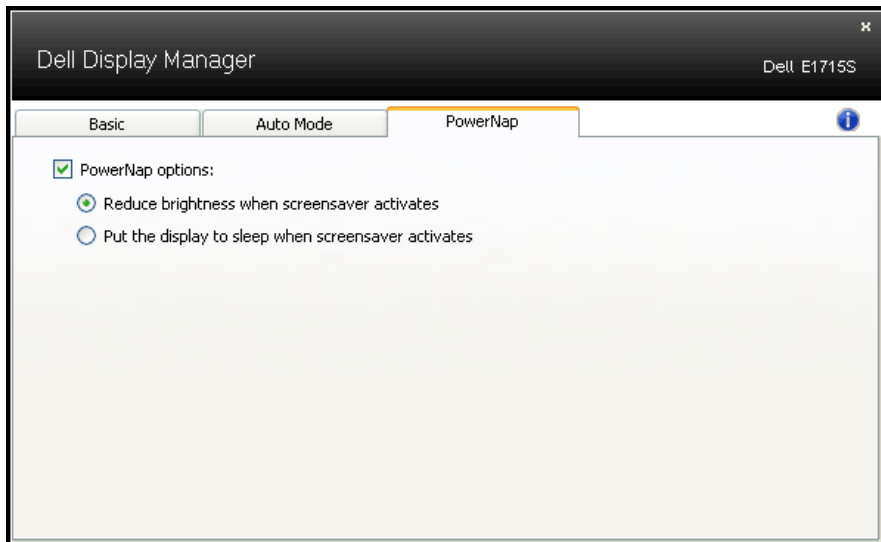 x
Dell Display Manager
Dell E1715S
Basic
Auto Mode
PowerNap
i
PowerNap options:
Reduce brightness when screensaver activates
Put the display to sleep when screensaver activates